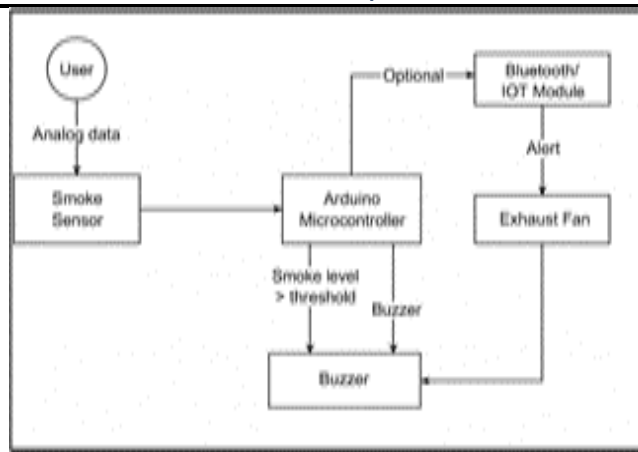 User
Optional
Bluetooth/
IOT Module
Analog data
Alert
Smoke
Sensor
Arduino
Microcontroller
Exhaust Fan
Smoke level
> threshold
Buzzer
Buzzer